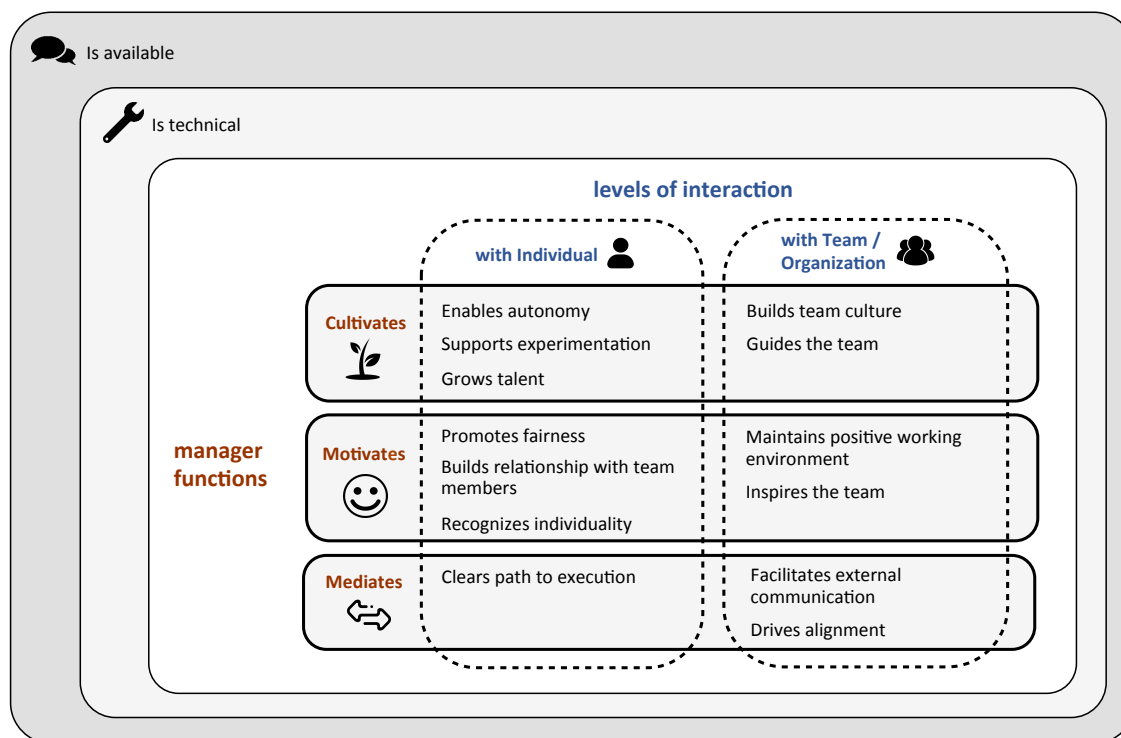 Is available
Is technical
levels of interaction
with Individual
with Team /
Organization
manager
functions
Cultivates
Enables autonomy
Supports experimentation
Grows talent
Builds team culture
Guides the team
Motivates
Promotes fairness
Builds relationship with team
members
Recognizes individuality
Maintains positive working
environment
Inspires the team
Mediates
Clears path to execution
Facilitates external
communication
Drives alignment